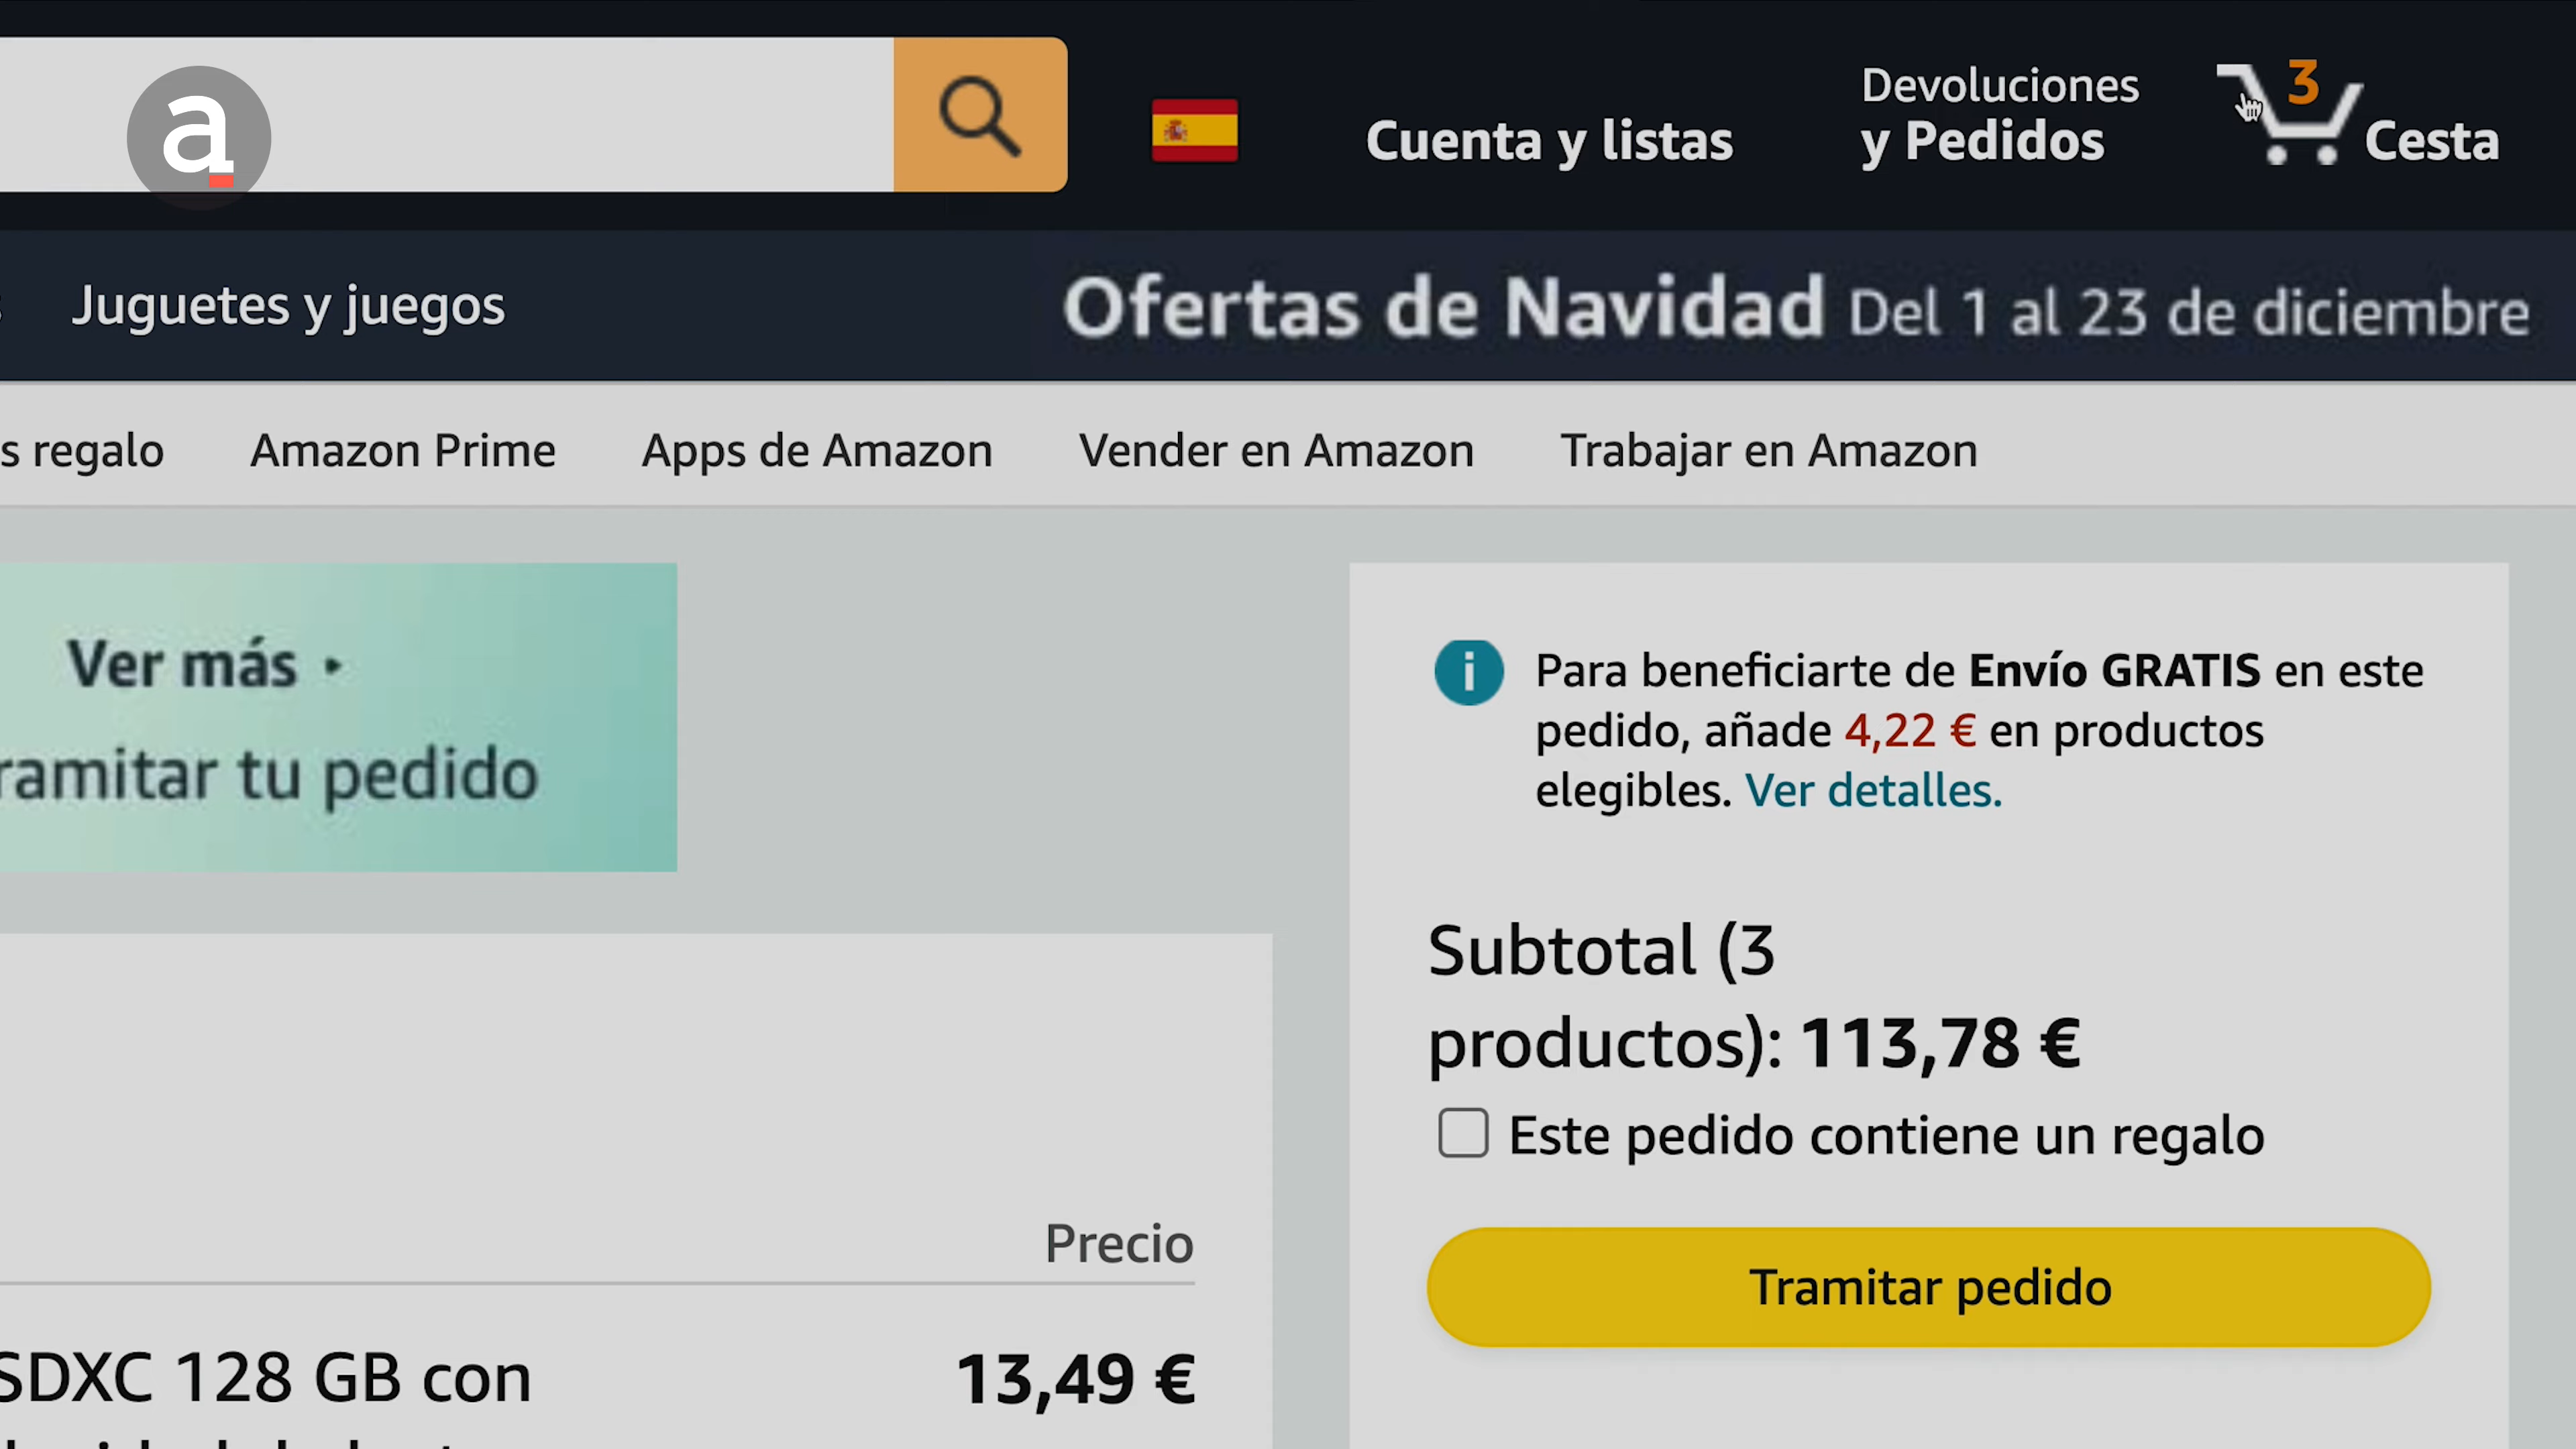 a
3
Devoluciones
y Pedidos
Cuenta y listas
Cesta
Juguetes y juegos
Ofertas de Navidad Del 1 al 23 de diciembre
s regalo
Amazon Prime
Apps de Amazon
Vender en Amazon
Trabajar en Amazon
Ver más
ramitar tu pedido
i
Para beneficiarte de Envío GRATIS en este
pedido, añade 4,22 € en productos
elegibles. Ver detalles.
Subtotal (3
productos): 113,78 €
Este pedido contiene un regalo
Tramitar pedido
Precio
SDXC 128 GB con
13,49 €